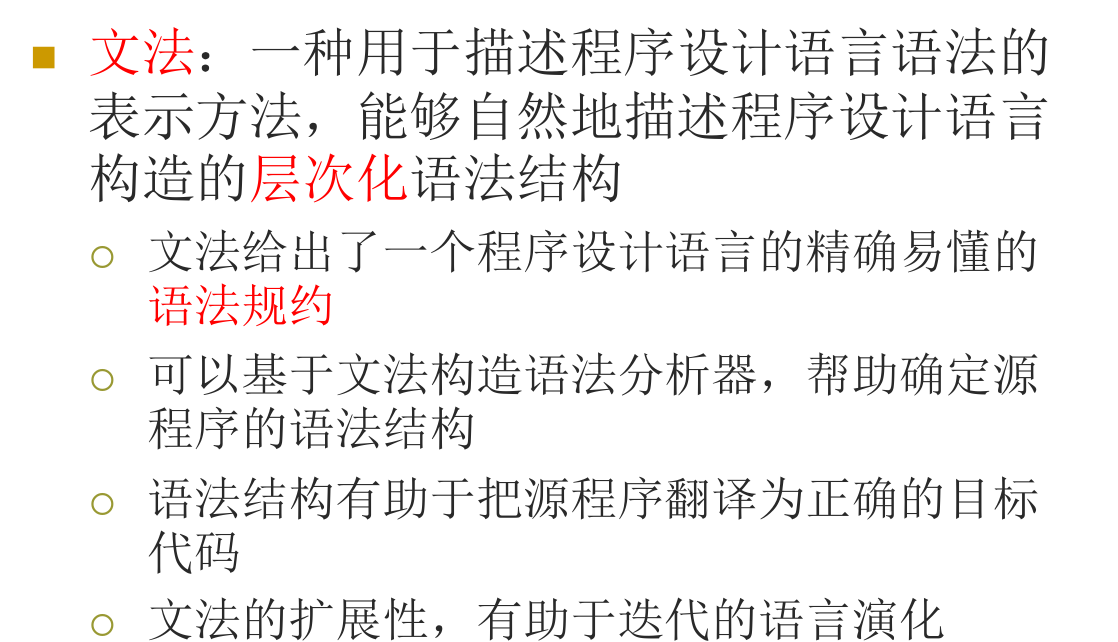 文法：一种用于描述程序设计语言语法的
表示方法，能够自然地描述程序设计语言
构造的层次化语法结构
文法给出了一个程序设计语言的精确易懂的
语法规约
可以基于文法构造语法分析器，帮助确定源
程序的语法结构
语法结构有助于把源程序翻译为正确的目标
代码
文法的扩展性，有助于迭代的语言演化